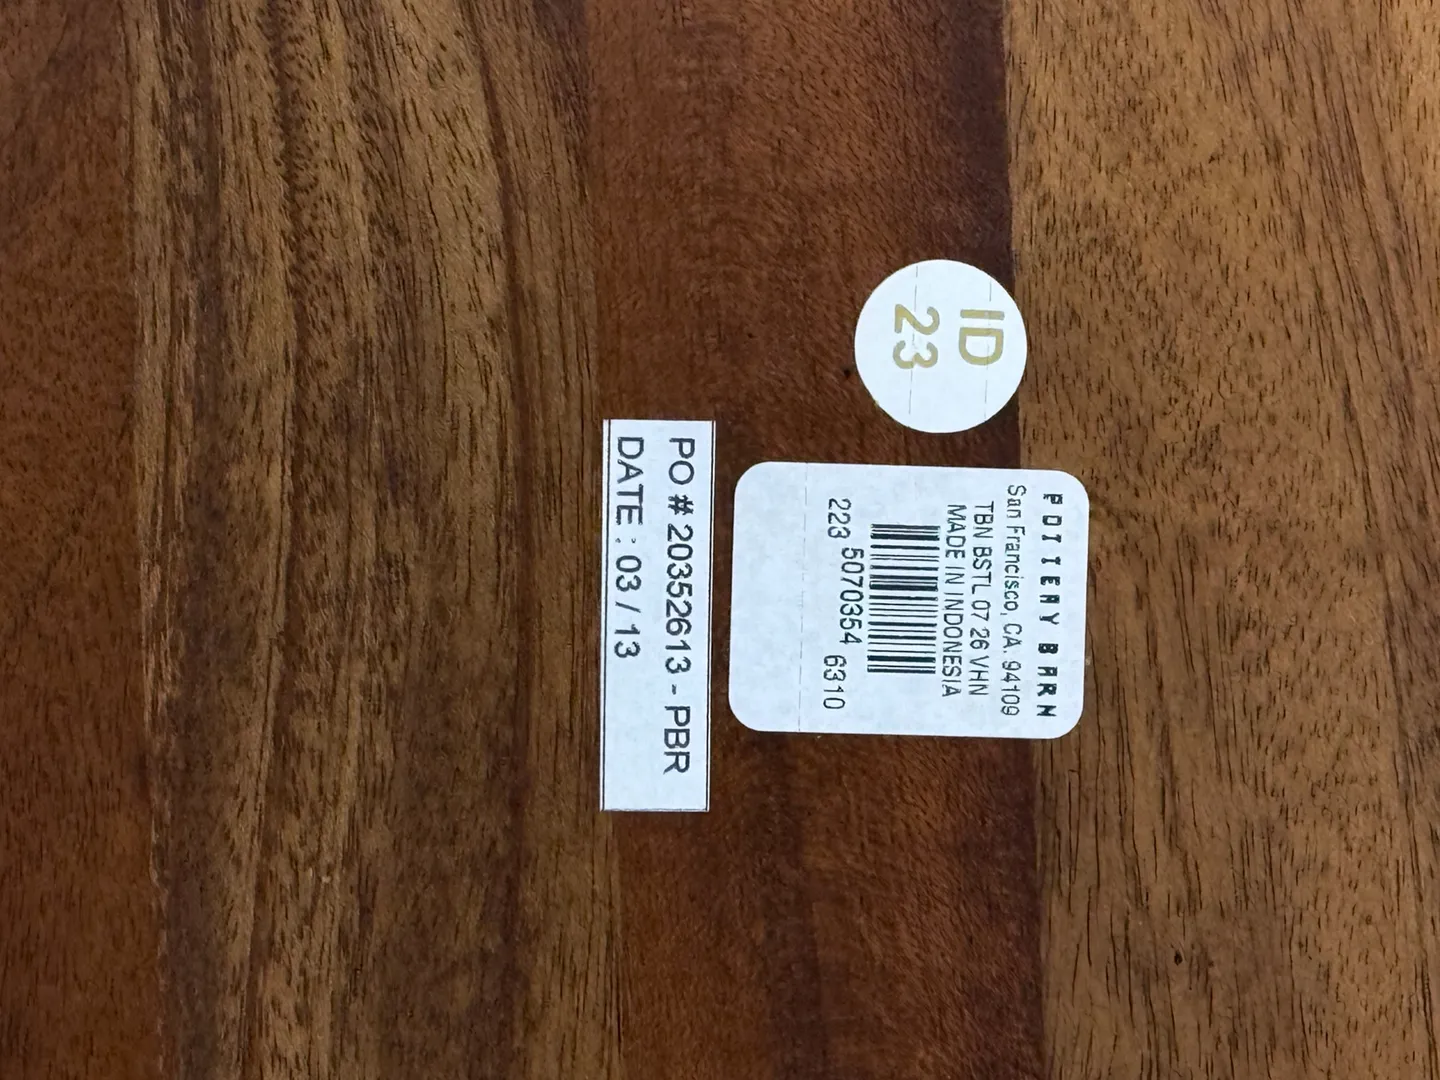 ID
23
POTTERY BARN
San Francisco, CA. 94109
TBN BSTL 07 26 VHN
MADE IN INDONESIA
5070354
223 6310
PO # 20352613 - PBR
DATE : 03 / 13